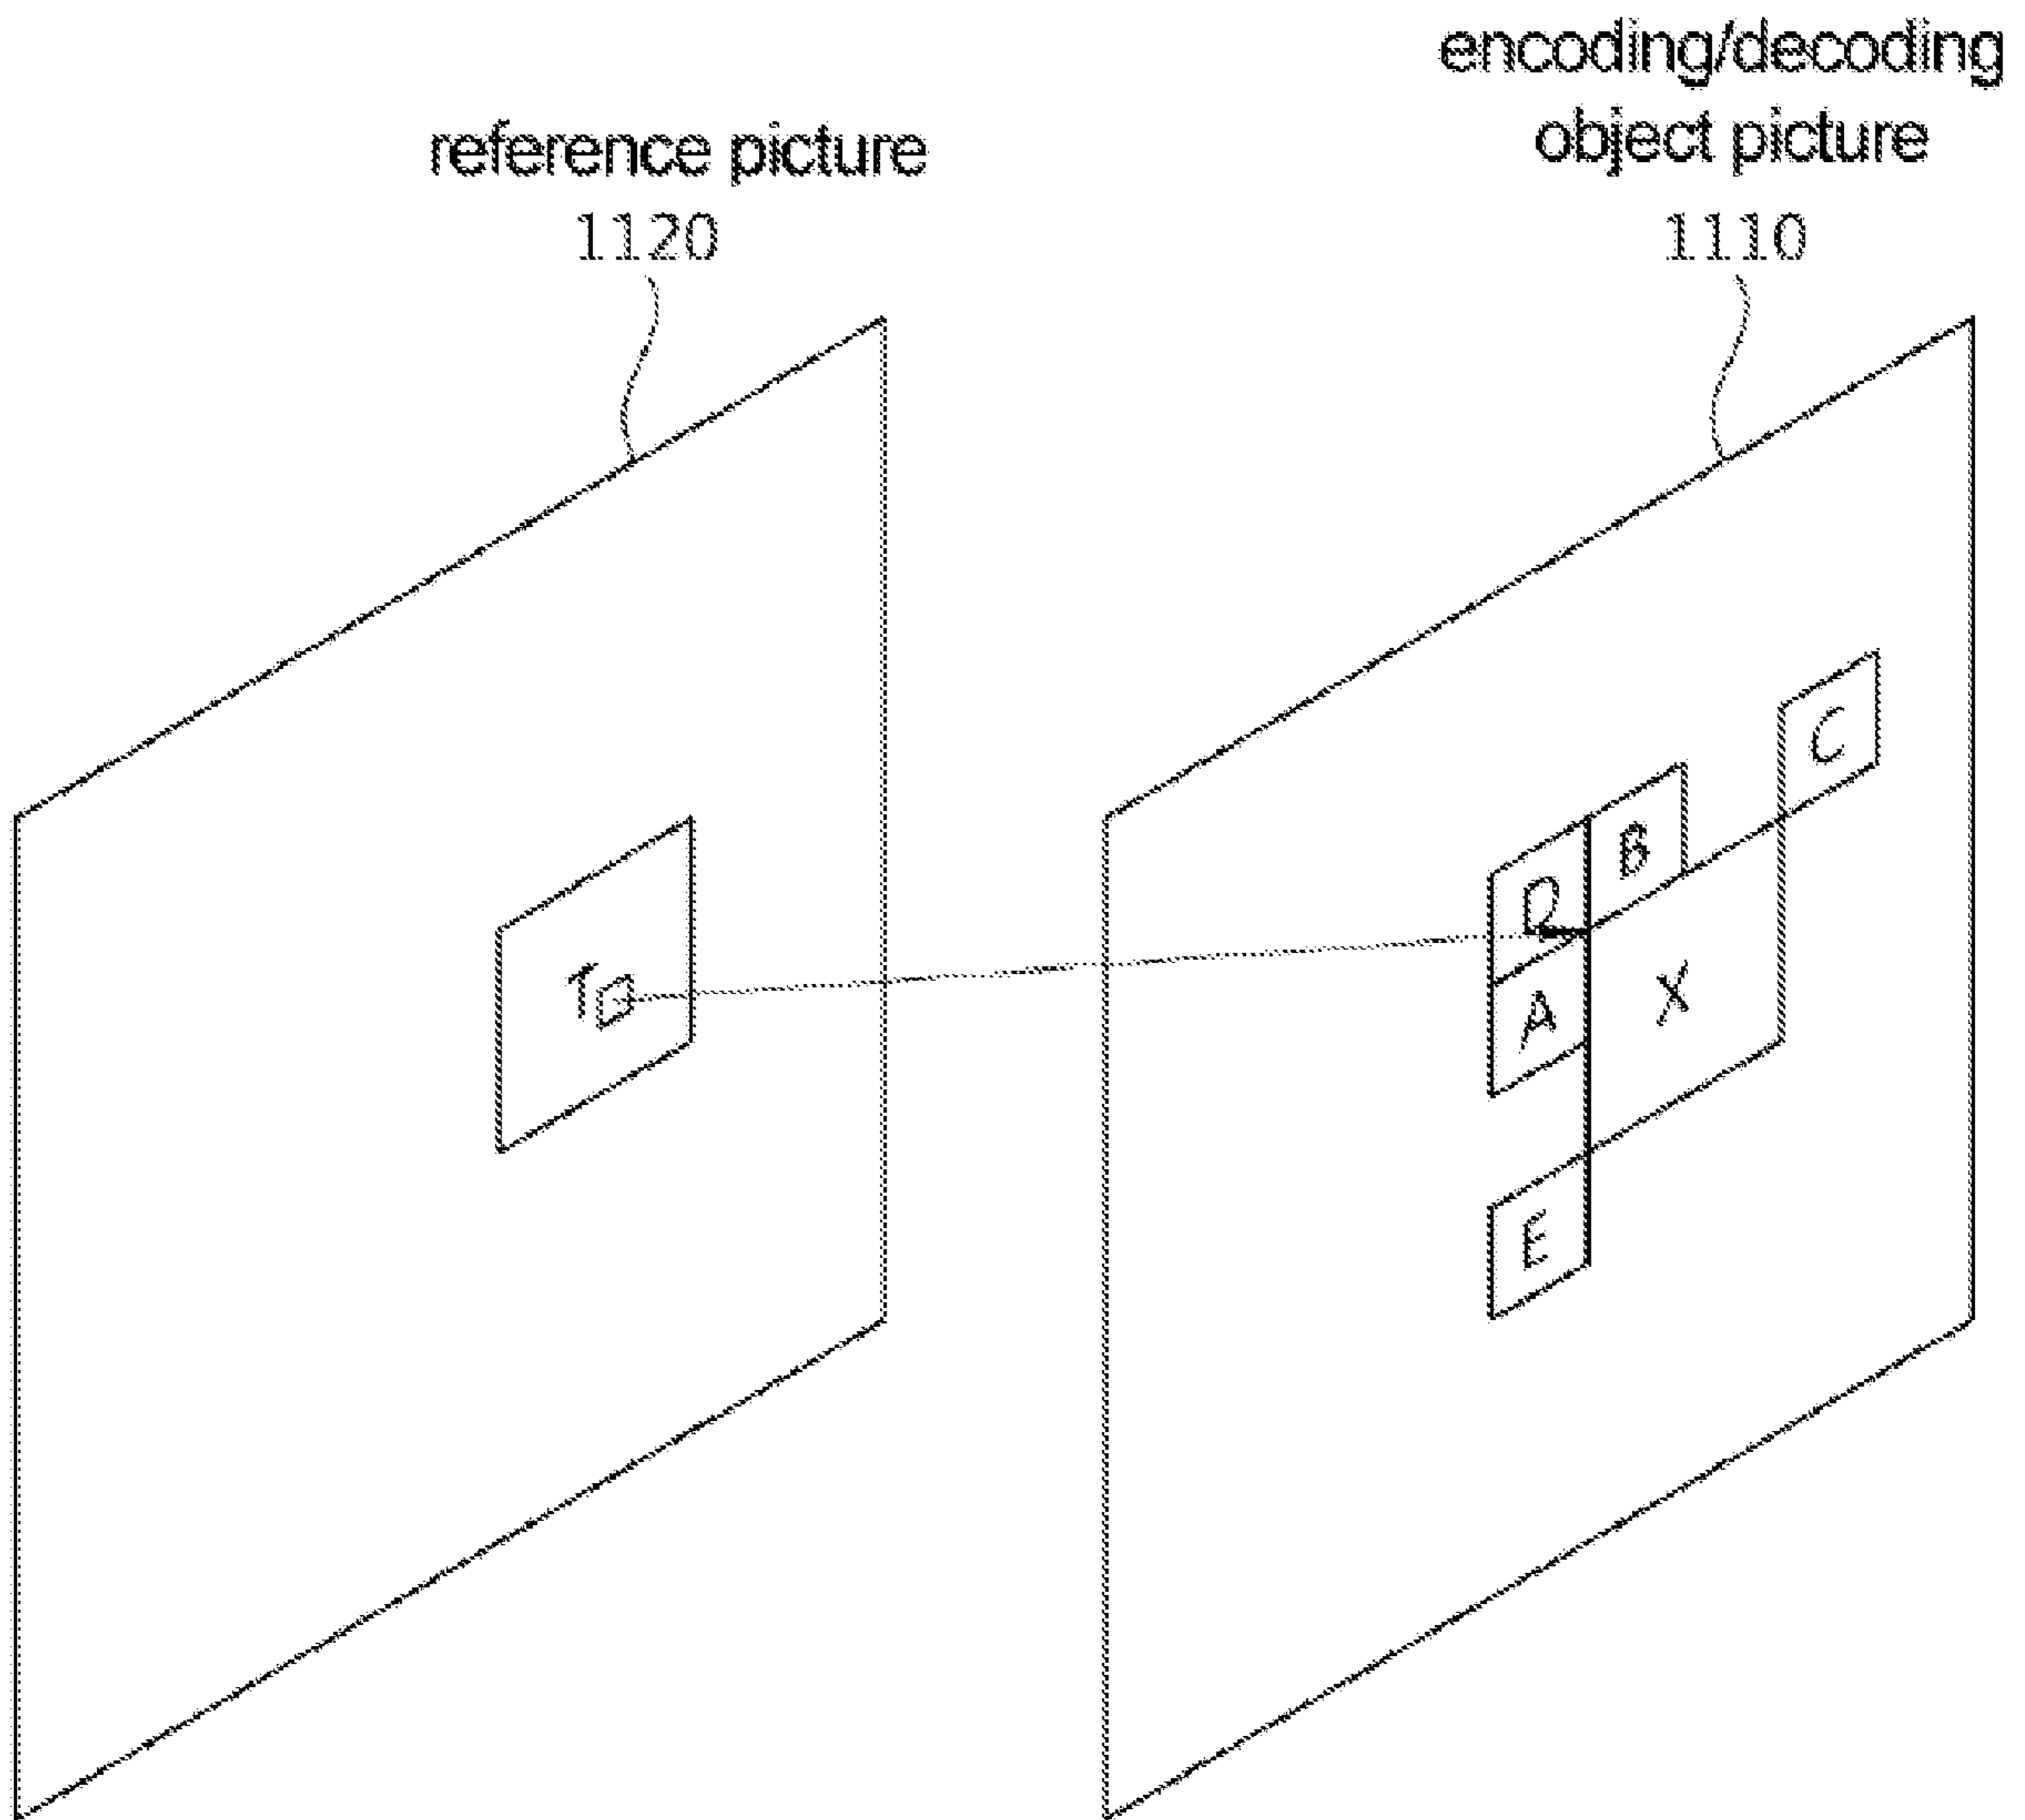 encoding/decoding
object picture
1110
reference picture
1120
C
B
D
T
A
X
E